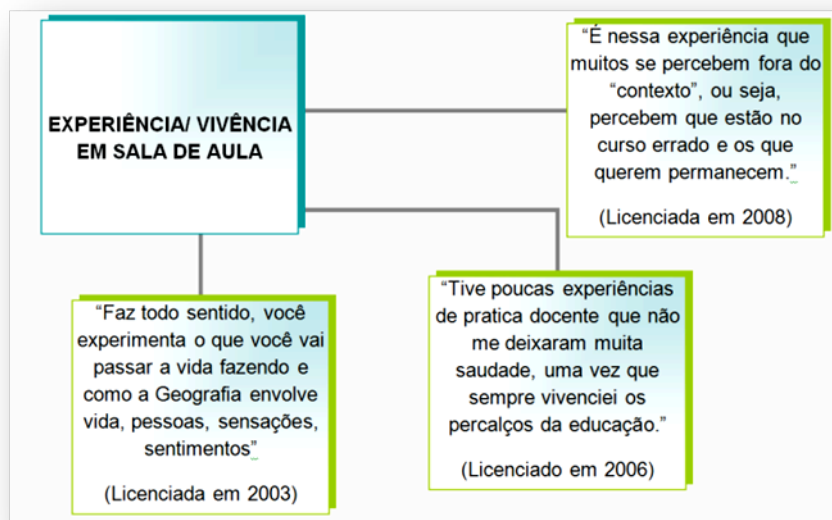 EXPERIÊNCIA/ VIVÊNCIA
EM SALA DE AULA
“É nessa experiência que
muitos se percebem fora do
“contexto”, ou seja,
percebem que estão no
curso errado e os que
querem permanecem.”
(Licenciada em 2008)
“Faz todo sentido, você
experimenta o que você vai
passar a vida fazendo e
como a Geografia envolve
vida, pessoas, sensações,
sentimentos”
(Licenciada em 2003)
“Tive poucas experiências
de pratica docente que não
me deixaram muita
saudade, uma vez que
sempre vivenciei os
percalços da educação.”
(Licenciado em 2006)